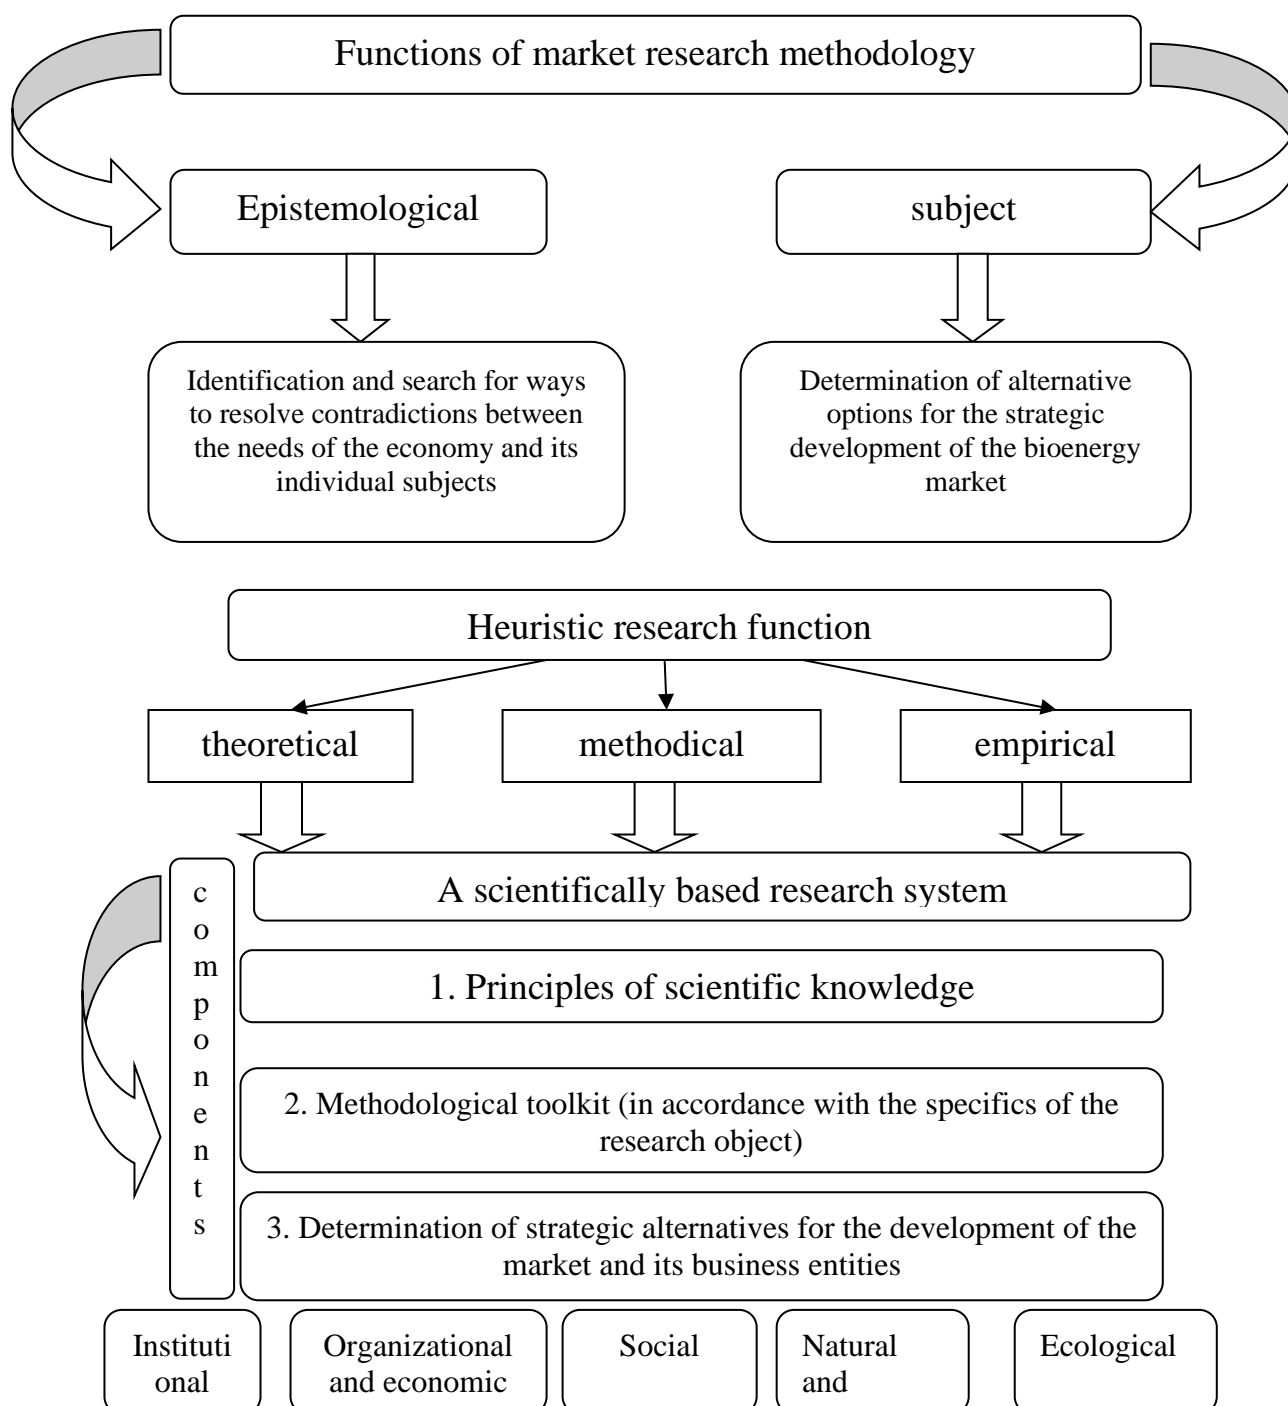 Functions of market research methodology
Epistemological
subject
Identification and search for ways
to resolve contradictions between
the needs of the economy and its
individual subjects
Determination of alternative
options for the strategic
development of the bioenergy
market
Heuristic research function
theoretical
methodical
empirical
components
A scientifically based research system
1. Principles of scientific knowledge
2. Methodological toolkit (in accordance with the specifics of the
research object)
3. Determination of strategic alternatives for the development of the
market and its business entities
Instituti
onal
Organizational
and economic
Social
Natural
and
Ecological